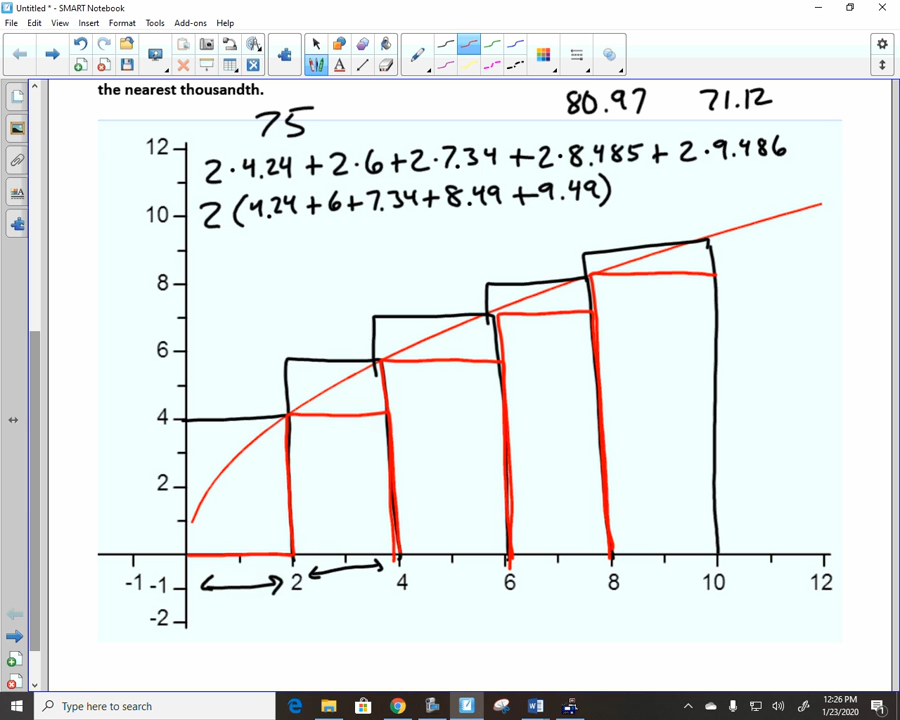 Untitled * - SMART Notebook
File Edit View Insert Format Tools Add-ons Help
the nearest thousandth.
75 80.97 71.12
2·4.24 + 2·6 + 2·7.34 + 2·8.485 + 2·9.486
2 (4.24 + 6 + 7.34 + 8.49 + 9.49)
12
10
8
6
4
2
-1
-2
-1 2 4 6 8 10 12
Type here to search
12:26 PM
1/23/2020
1